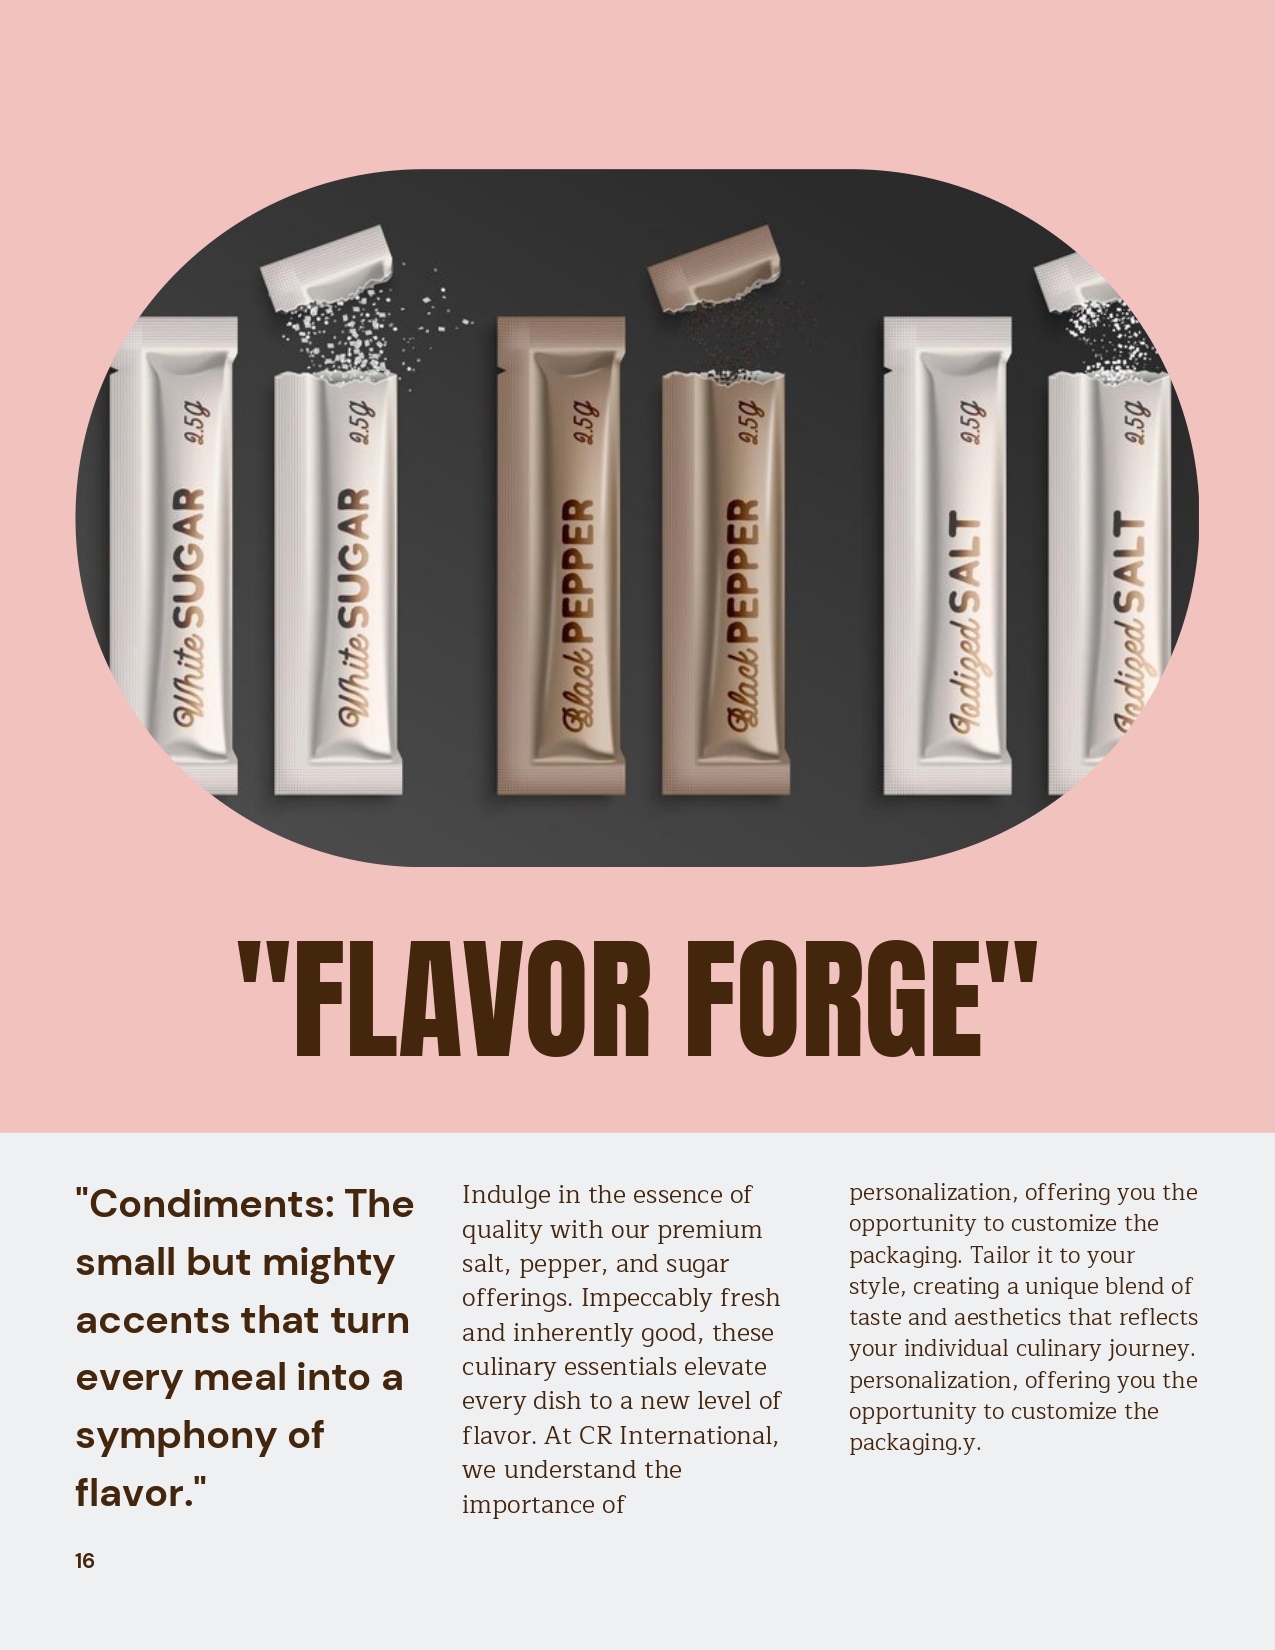 White SUGAR 2.5g
White SUGAR 2.5g
Black PEPPER 2.5g
Black PEPPER 2.5g
Iodized SALT 2.5g
Iodized SALT 2.5g
"FLAVOR FORGE"
"Condiments: The
small but mighty
accents that turn
every meal into a
symphony of
flavor."
Indulge in the essence of
quality with our premium
salt, pepper, and sugar
offerings. Impeccably fresh
and inherently good, these
culinary essentials elevate
every dish to a new level of
flavor. At CR International,
we understand the
importance of
personalization, offering you the
opportunity to customize the
packaging. Tailor it to your
style, creating a unique blend of
taste and aesthetics that reflects
your individual culinary journey.
personalization, offering you the
opportunity to customize the
packaging.y.
16